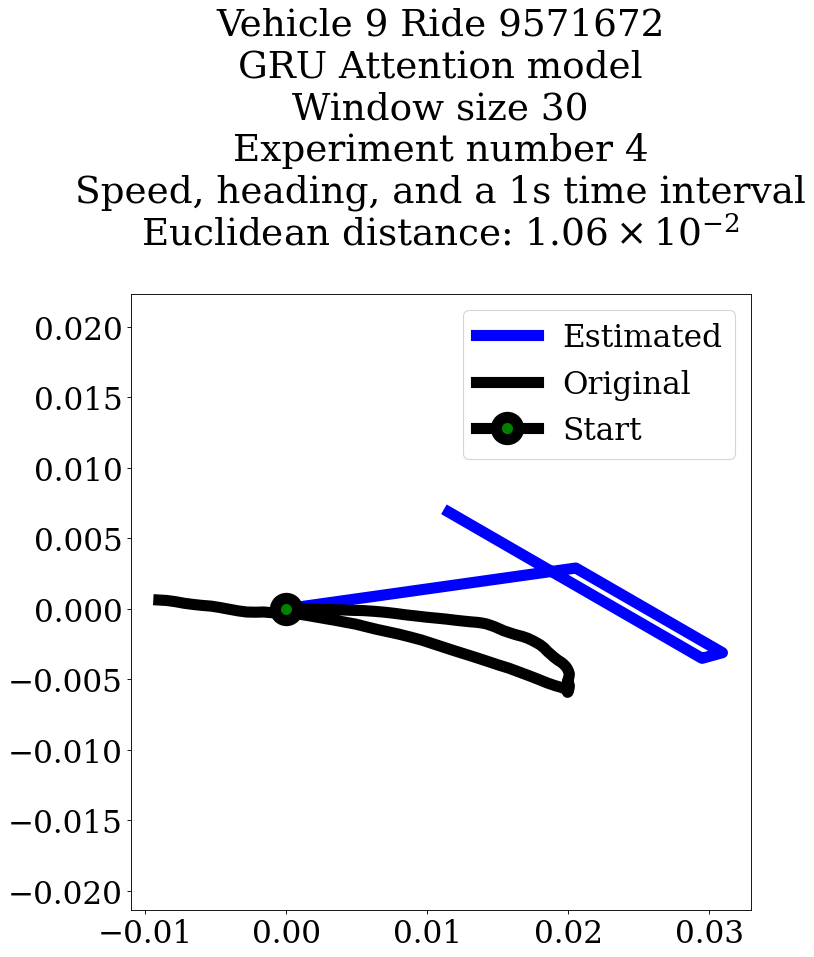 Vehicle 9 Ride 9571672
GRU Attention model
Window size 30
Experiment number 4
Speed, heading, and a 1s time interval
Euclidean distance: 1.06 × 10⁻²
Estimated
Original
Start
0.020
0.015
0.010
0.005
0.000
−0.005
−0.010
−0.015
−0.020
−0.01 0.00 0.01 0.02 0.03